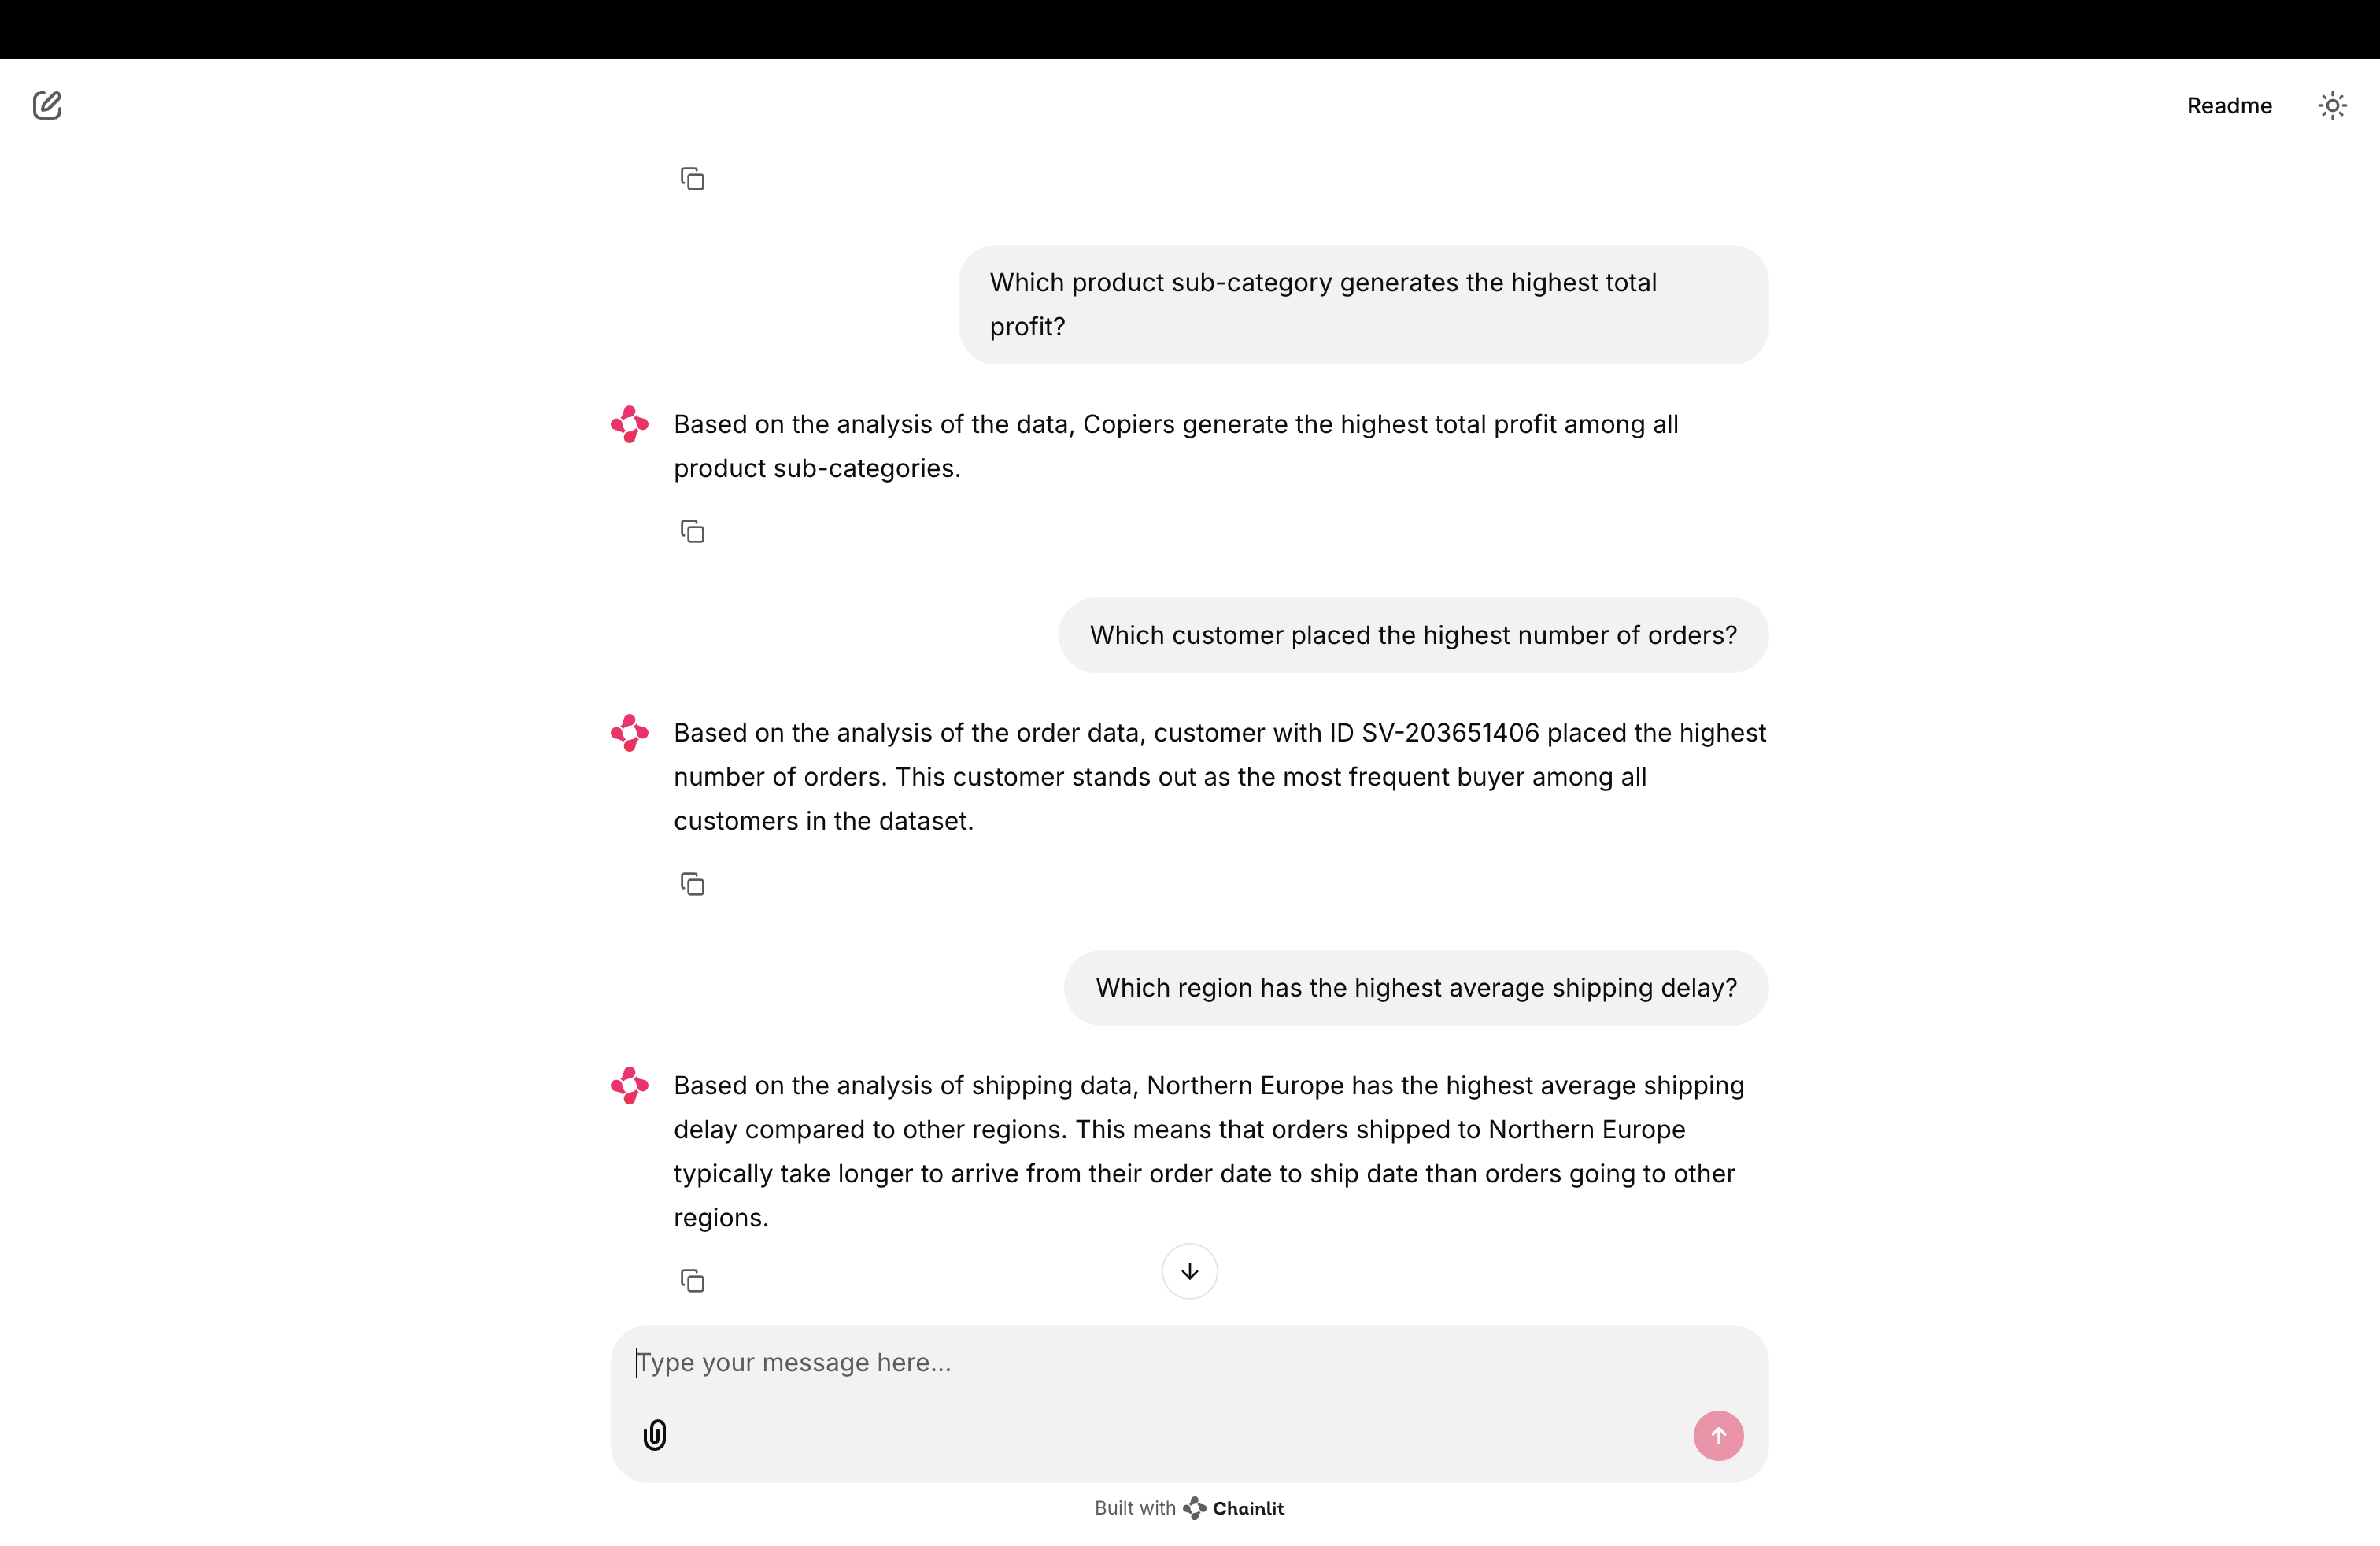 Readme
Which product sub-category generates the highest total
profit?
Based on the analysis of the data, Copiers generate the highest total profit among all
product sub-categories.
Which customer placed the highest number of orders?
Based on the analysis of the order data, customer with ID SV-203651406 placed the highest
number of orders. This customer stands out as the most frequent buyer among all
customers in the dataset.
Which region has the highest average shipping delay?
Based on the analysis of shipping data, Northern Europe has the highest average shipping
delay compared to other regions. This means that orders shipped to Northern Europe
typically take longer to arrive from their order date to ship date than orders going to other
regions.
Type your message here...
Built with Chainlit